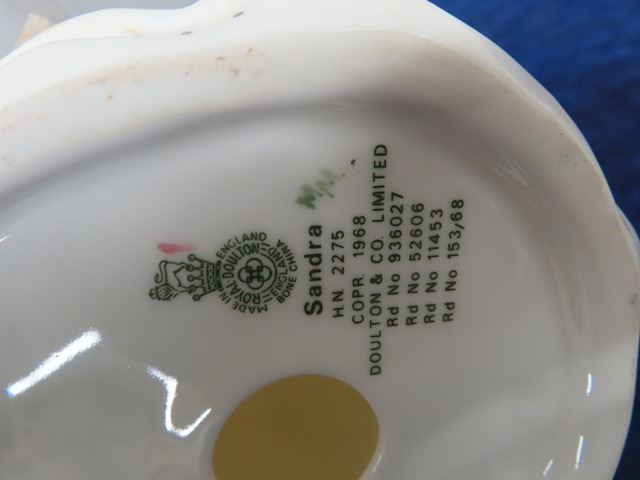 MADE IN ENGLAND
ROYAL DOULTON
ENGLAND
BONE CHINA
Sandra
H.N. 2275
COPR. 1968
DOULTON & CO. LIMITED
Rd No 936027
Rd No 52606
Rd No 11453
Rd No 153/68